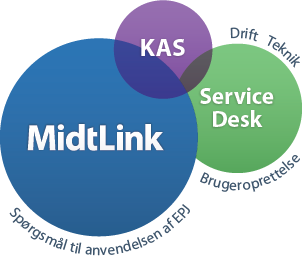 KAS
Drift Teknik
Service
Desk
MidtLink
Brugeroprettelse
Spørgsmål til anvendelsen af EPJ